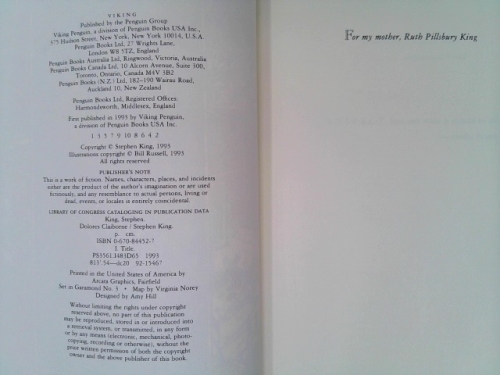 VIKING
Published by the Penguin Group
Viking Penguin, a division of Penguin Books USA Inc.,
375 Hudson Street, New York, New York 10014, U.S.A.
Penguin Books Ltd, 27 Wrights Lane,
London W8 5TZ, England
Penguin Books Australia Ltd, Ringwood, Victoria, Australia
Penguin Books Canada Ltd, 10 Alcorn Avenue, Suite 300,
Toronto, Ontario, Canada M4V 3B2
Penguin Books (N.Z.) Ltd, 182–190 Wairau Road,
Auckland 10, New Zealand
Penguin Books Ltd, Registered Offices:
Harmondsworth, Middlesex, England
First published in 1993 by Viking Penguin,
a division of Penguin Books USA Inc.
1 3 5 7 9 10 8 6 4 2
Copyright © Stephen King, 1993
Illustrations copyright © Bill Russell, 1993
All rights reserved
PUBLISHER'S NOTE
This is a work of fiction. Names, characters, places, and incidents
either are the product of the author's imagination or are used
fictitiously, and any resemblance to actual persons, living or
dead, events, or locales is entirely coincidental.
LIBRARY OF CONGRESS CATALOGING IN PUBLICATION DATA
King, Stephen.
Dolores Claiborne / Stephen King.
p. cm.
ISBN 0-670-84452-7
I. Title.
PS3561.I483D65 1993
813'.54—dc20 92-15467
Printed in the United States of America by
Arcata Graphics, Fairfield
Set in Garamond No. 3 • Map by Virginia Norey
Designed by Amy Hill
Without limiting the rights under copyright
reserved above, no part of this publication
may be reproduced, stored in or introduced into
a retrieval system, or transmitted, in any form
or by any means (electronic, mechanical, photo-
copying, recording or otherwise), without the
prior written permission of both the copyright
owner and the above publisher of this book.
For my mother, Ruth Pillsbury King